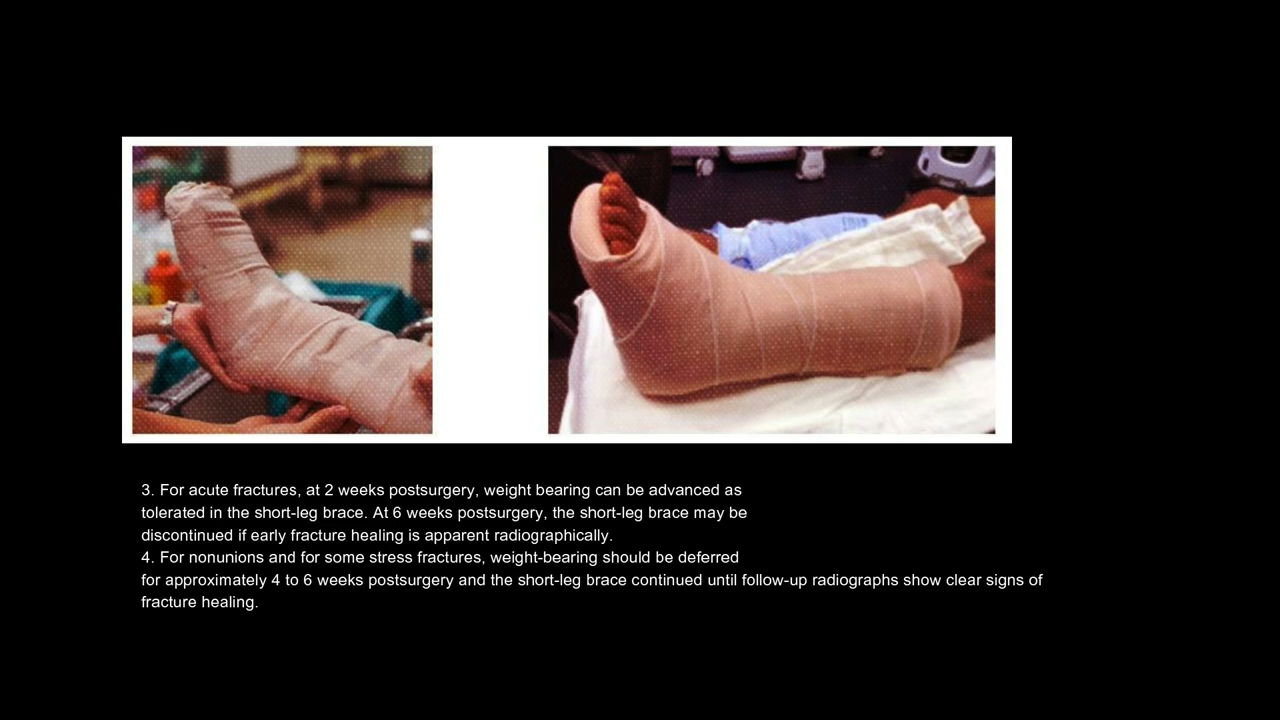 3. For acute fractures, at 2 weeks postsurgery, weight bearing can be advanced as
tolerated in the short-leg brace. At 6 weeks postsurgery, the short-leg brace may be
discontinued if early fracture healing is apparent radiographically.
4. For nonunions and for some stress fractures, weight-bearing should be deferred
for approximately 4 to 6 weeks postsurgery and the short-leg brace continued until follow-up radiographs show clear signs of
fracture healing.